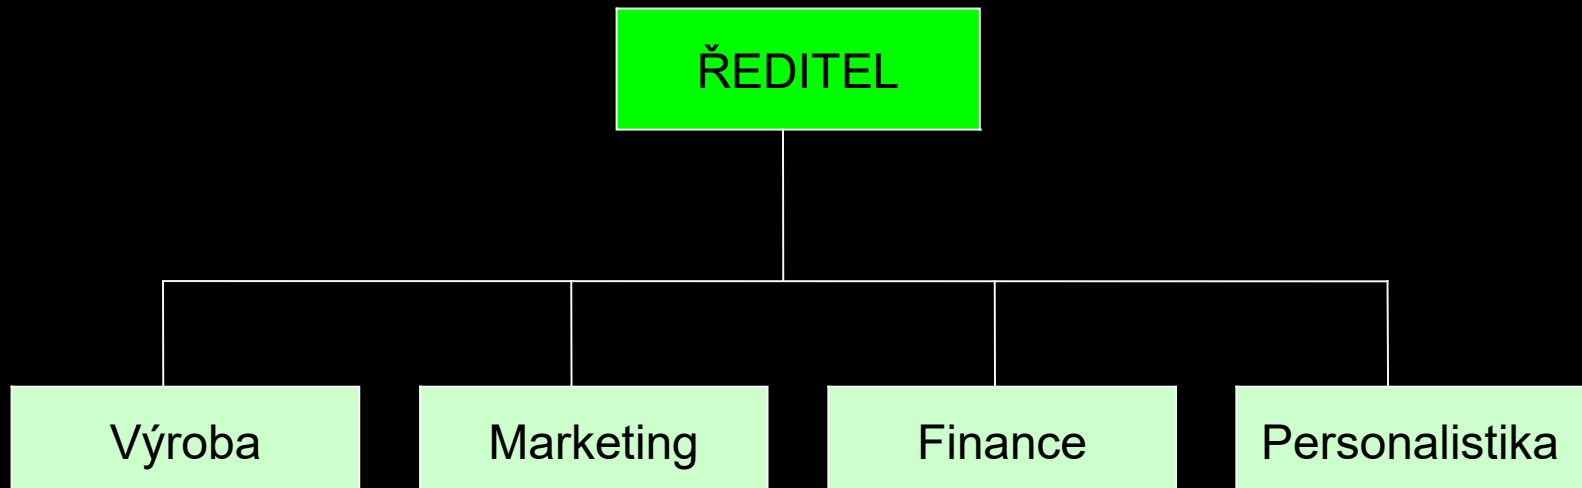 ŘEDITEL
Výroba
Marketing
Finance
Personalistika